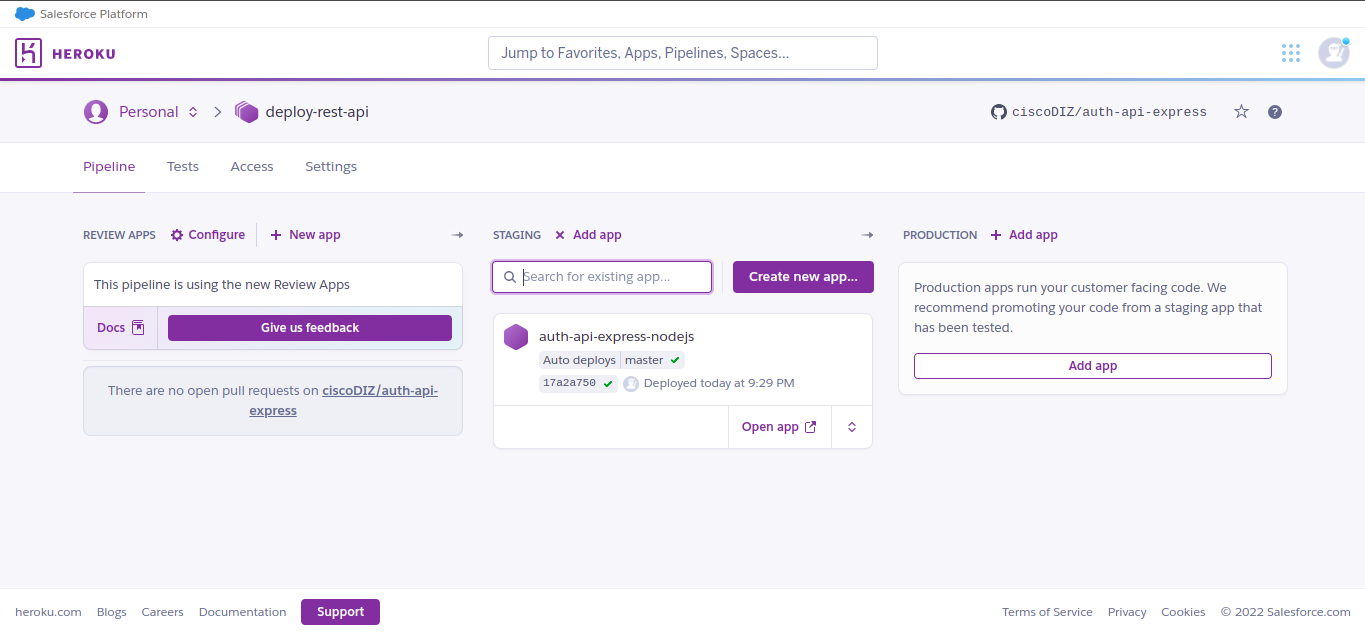 Salesforce Platform
HEROKU
Jump to Favorites, Apps, Pipelines, Spaces...
Personal
deploy-rest-api
ciscoDIZ/auth-api-express
?
Pipeline
Tests
Access
Settings
REVIEW APPS
Configure
New app
This pipeline is using the new Review Apps
Docs
Give us feedback
There are no open pull requests on ciscoDIZ/auth-api-
express
STAGING
Add app
Search for existing app...
Create new app...
auth-api-express-nodejs
Auto deploys
master
17a2a750
Deployed today at 9:29 PM
Open app
PRODUCTION
Add app
Production apps run your customer facing code. We
recommend promoting your code from a staging app that
has been tested.
Add app
heroku.com
Blogs
Careers
Documentation
Support
Terms of Service
Privacy
Cookies
© 2022 Salesforce.com